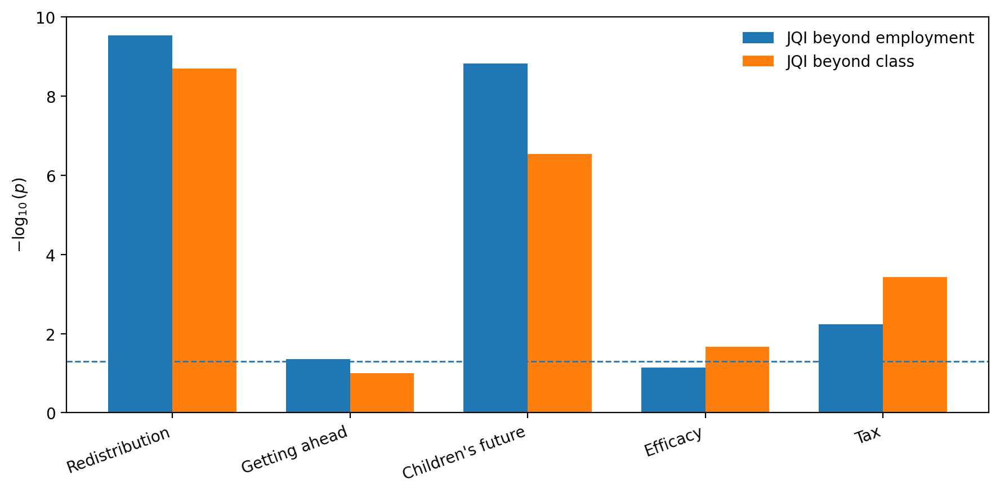 10
8
6
4
2
0
−log₁₀(p)
JQI beyond employment
JQI beyond class
Redistribution
Getting ahead
Children's future
Efficacy
Tax